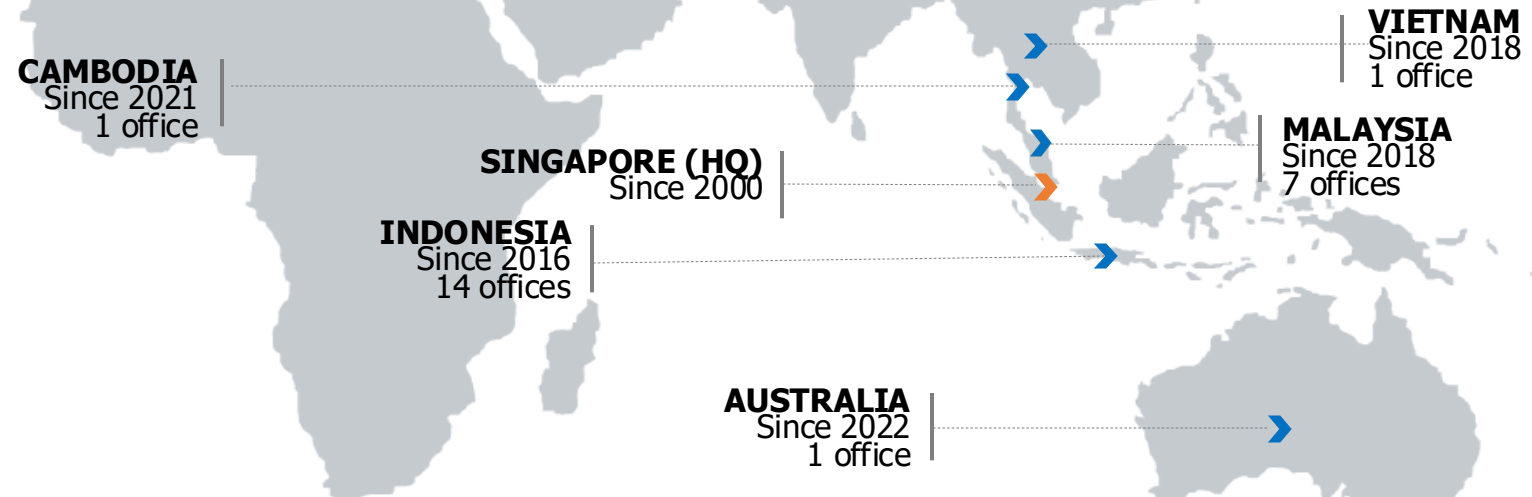 VIETNAM
Since 2018
1 office
CAMBODIA
Since 2021
1 office
MALAYSIA
Since 2018
7 offices
SINGAPORE (HQ)
Since 2000
INDONESIA
Since 2016
14 offices
AUSTRALIA
Since 2022
1 office